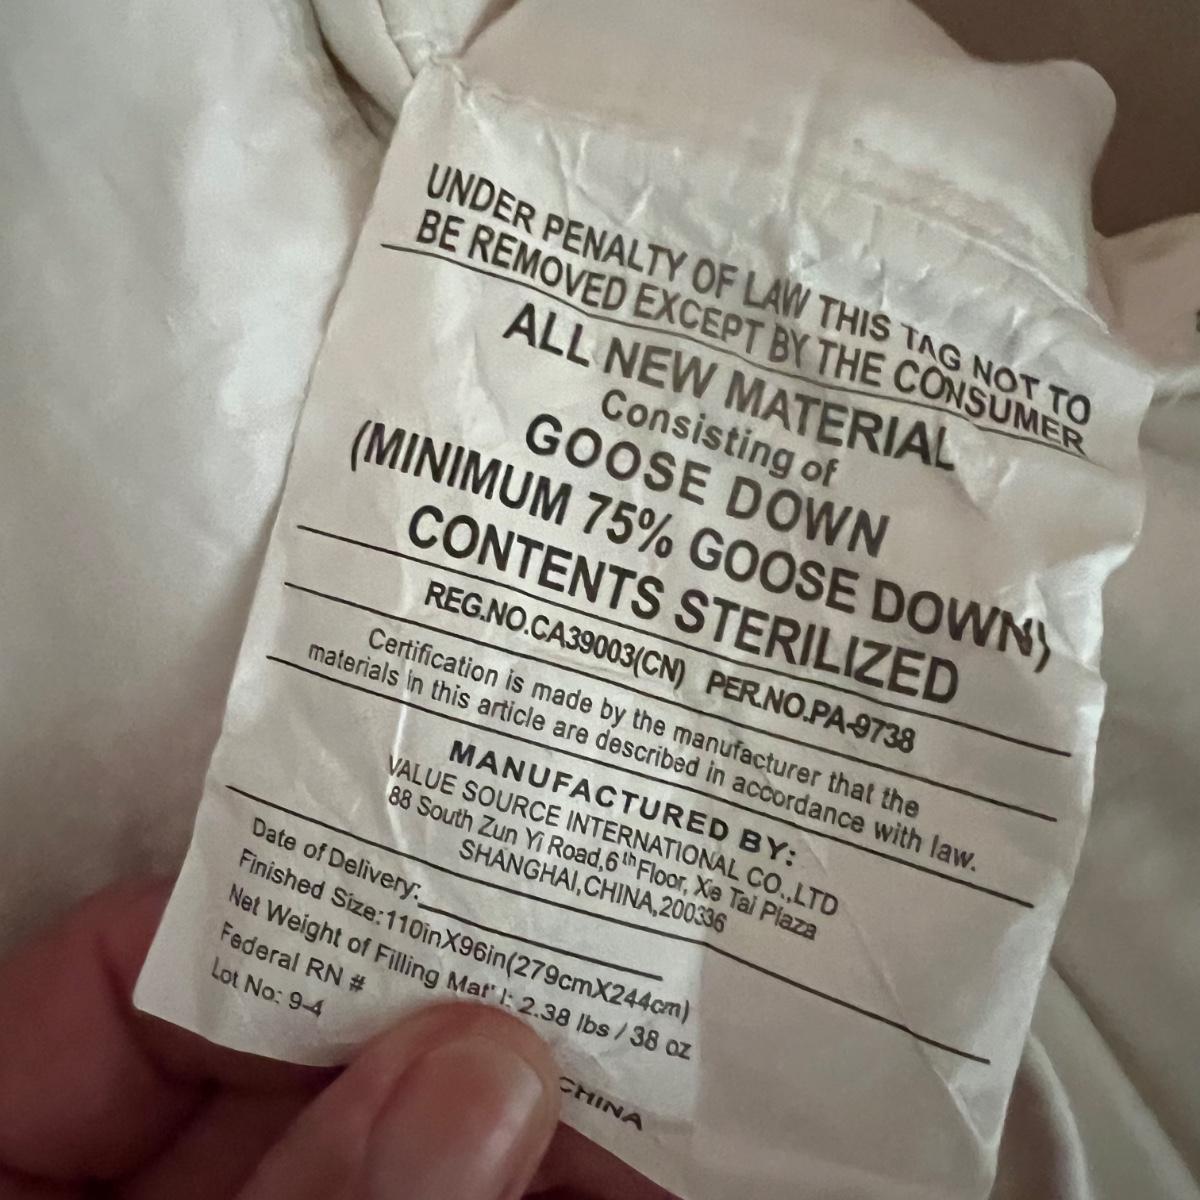 UNDER PENALTY OF LAW THIS TAG NOT TO
BE REMOVED EXCEPT BY THE CONSUMER
ALL NEW MATERIAL
Consisting of
GOOSE DOWN
(MINIMUM 75% GOOSE DOWN)
CONTENTS STERILIZED
REG.NO.CA39003(CN) PER.NO.PA-9738
Certification is made by the manufacturer that the
materials in this article are described in accordance with law.
MANUFACTURED BY:
VALUE SOURCE INTERNATIONAL CO.,LTD
88 South Zun Yi Road,6th Floor, Xie Tai Plaza
SHANGHAI,CHINA,200336
Date of Delivery:
Finished Size:110inX96in(279cmX244cm)
Net Weight of Filling Mat'l: 2.38 lbs / 38 oz
Federal RN #
Lot No: 9-4
CHINA